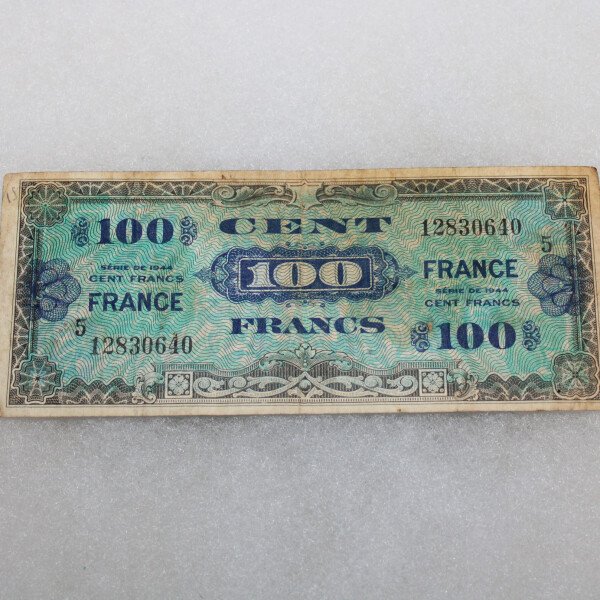 100
CENT
12830640
5
SÉRIE DE 1944
CENT FRANCS
FRANCE
100
FRANCE
SÉRIE DE 1944
CENT FRANCS
5
12830640
FRANCS
100